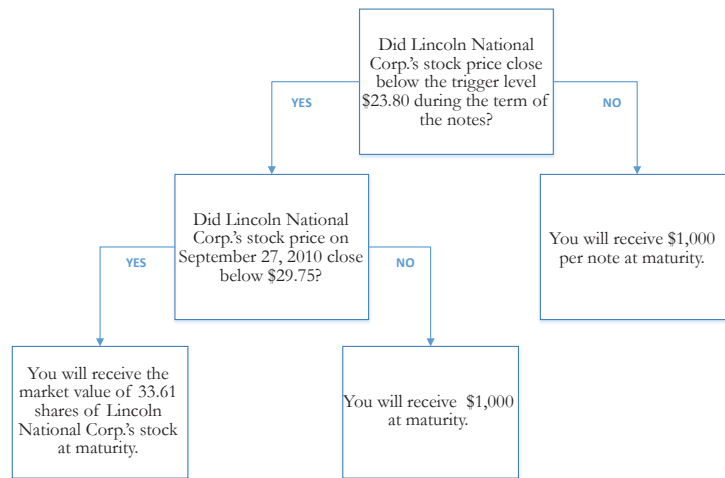 Did Lincoln National
Corp.'s stock price close
below the trigger level
$23.80 during the term of
the notes?
YES
NO
Did Lincoln National
Corp.'s stock price on
September 27, 2010 close
below $29.75?
You will receive $1,000
per note at maturity.
YES
NO
You will receive the
market value of 33.61
shares of Lincoln
National Corp.'s stock
at maturity.
You will receive $1,000
at maturity.